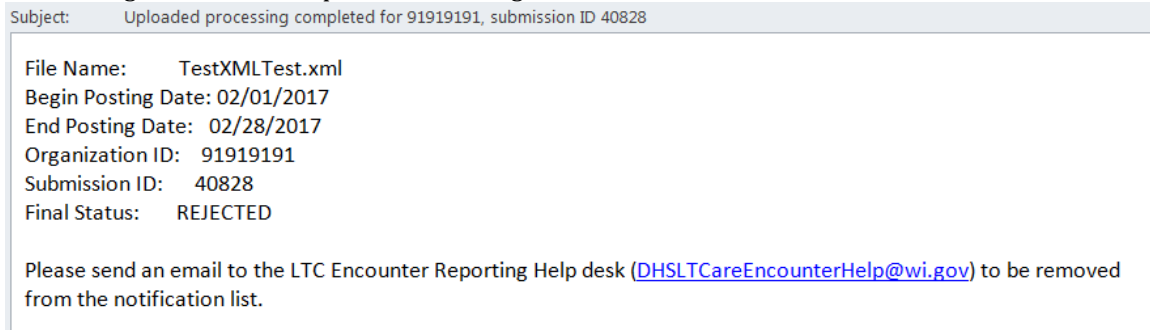 Subject: Uploaded processing completed for 91919191, submission ID 40828
File Name: TestXMLTest.xml
Begin Posting Date: 02/01/2017
End Posting Date: 02/28/2017
Organization ID: 91919191
Submission ID: 40828
Final Status: REJECTED
Please send an email to the LTC Encounter Reporting Help desk (DHSLTCareEncounterHelp@wi.gov) to be removed
from the notification list.